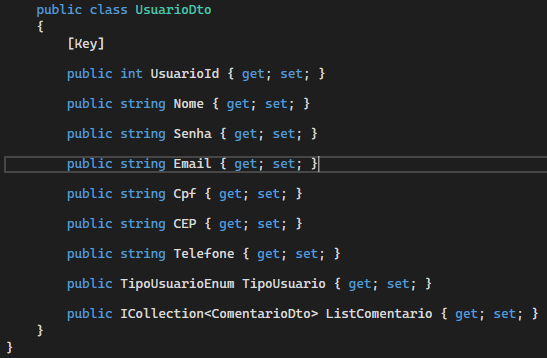 public class UsuarioDto
{
[Key]
public int UsuarioId { get; set; }
public string Nome { get; set; }
public string Senha { get; set; }
public string Email { get; set; }
public string Cpf { get; set; }
public string CEP { get; set; }
public string Telefone { get; set; }
public TipoUsuarioEnum TipoUsuario { get; set; }
public ICollection<ComentarioDto> ListComentario { get; set; }
}
}